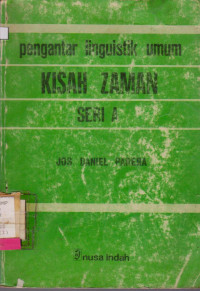 pengantar linguistik umum
KISAH ZAMAN
SERI A
JOS DANIEL PARERA
nusa indah